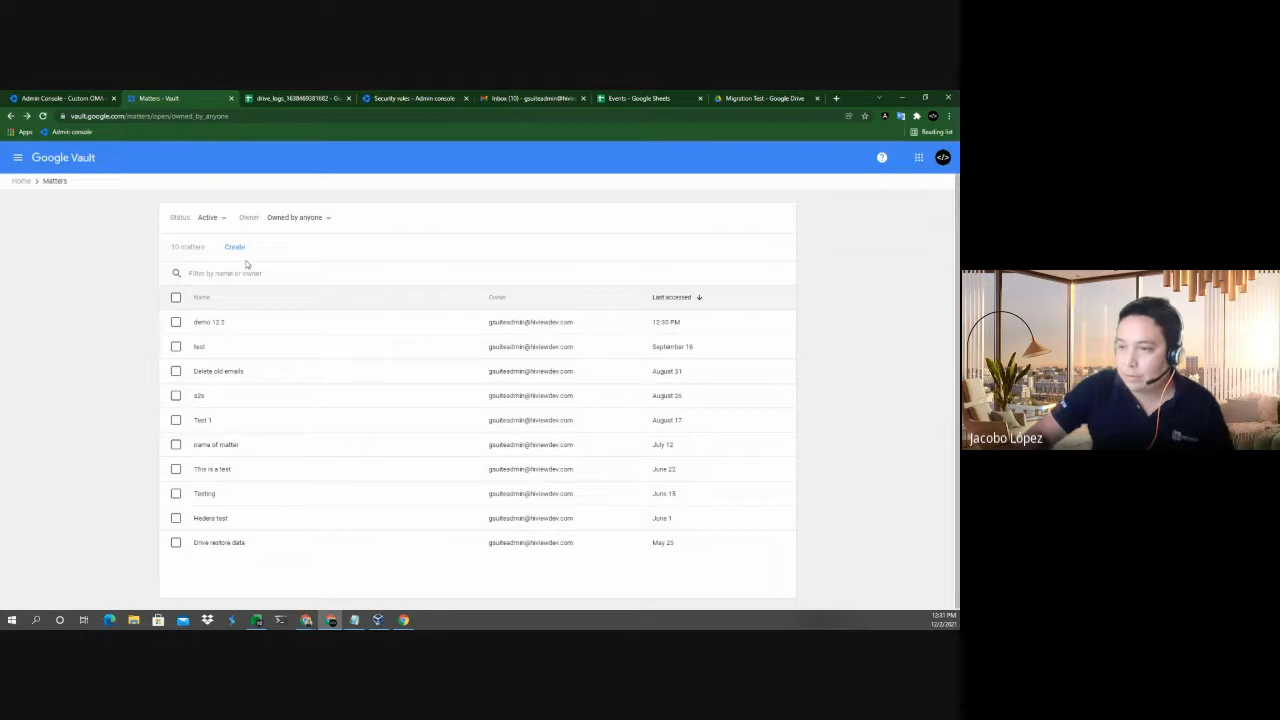 Admin Console - Custom OMA
Matters - Vault
drive_logs_1638469381682 - Go
Security rules - Admin console
Inbox (10) - gsuiteadmin@hivie
Events - Google Sheets
Migration Test - Google Drive
vault.google.com/matters/open/owned_by_anyone
Apps Admin console
Reading list
Google Vault
Home > Matters
Status Active Owner Owned by anyone
10 matters Create
Filter by name or owner
Name Owner Last accessed
demo 12.2 gsuiteadmin@hiviewdev.com 12:30 PM
test gsuiteadmin@hiviewdev.com September 16
Delete old emails gsuiteadmin@hiviewdev.com August 31
s2s gsuiteadmin@hiviewdev.com August 26
Test 1 gsuiteadmin@hiviewdev.com August 17
name of matter gsuiteadmin@hiviewdev.com July 12
This is a test gsuiteadmin@hiviewdev.com June 22
Testing gsuiteadmin@hiviewdev.com June 15
Hedera test gsuiteadmin@hiviewdev.com June 1
Drive restore data gsuiteadmin@hiviewdev.com May 25
Jacobo López
12:31 PM
12/2/2021